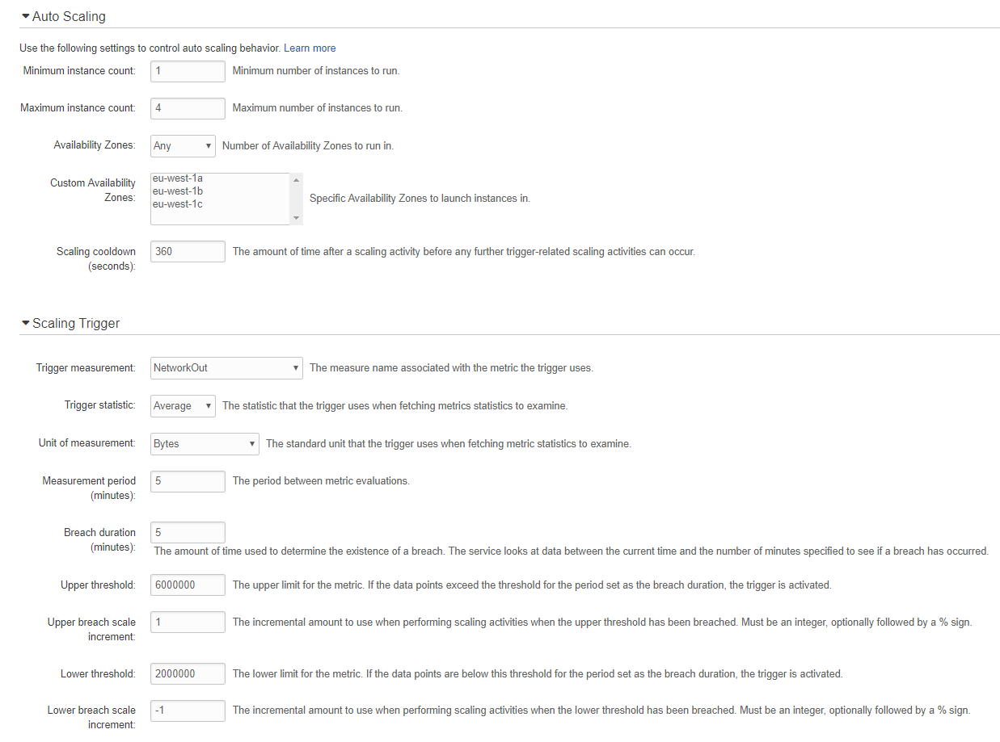 Auto Scaling
Use the following settings to control auto scaling behavior. Learn more
Minimum instance count: 1 Minimum number of instances to run.
Maximum instance count: 4 Maximum number of instances to run.
Availability Zones: Any Number of Availability Zones to run in.
Custom Availability
Zones:
eu-west-1a
eu-west-1b
eu-west-1c
Specific Availability Zones to launch instances in.
Scaling cooldown
(seconds):
360 The amount of time after a scaling activity before any further trigger-related scaling activities can occur.
Scaling Trigger
Trigger measurement: NetworkOut The measure name associated with the metric the trigger uses.
Trigger statistic: Average The statistic that the trigger uses when fetching metrics statistics to examine.
Unit of measurement: Bytes The standard unit that the trigger uses when fetching metric statistics to examine.
Measurement period
(minutes):
5 The period between metric evaluations.
Breach duration
(minutes):
5
The amount of time used to determine the existence of a breach. The service looks at data between the current time and the number of minutes specified to see if a breach has occurred.
Upper threshold: 6000000 The upper limit for the metric. If the data points exceed the threshold for the period set as the breach duration, the trigger is activated.
Upper breach scale
increment:
1 The incremental amount to use when performing scaling activities when the upper threshold has been breached. Must be an integer, optionally followed by a % sign.
Lower threshold: 2000000 The lower limit for the metric. If the data points are below this threshold for the period set as the breach duration, the trigger is activated.
Lower breach scale
increment:
-1 The incremental amount to use when performing scaling activities when the lower threshold has been breached. Must be an integer, optionally followed by a % sign.